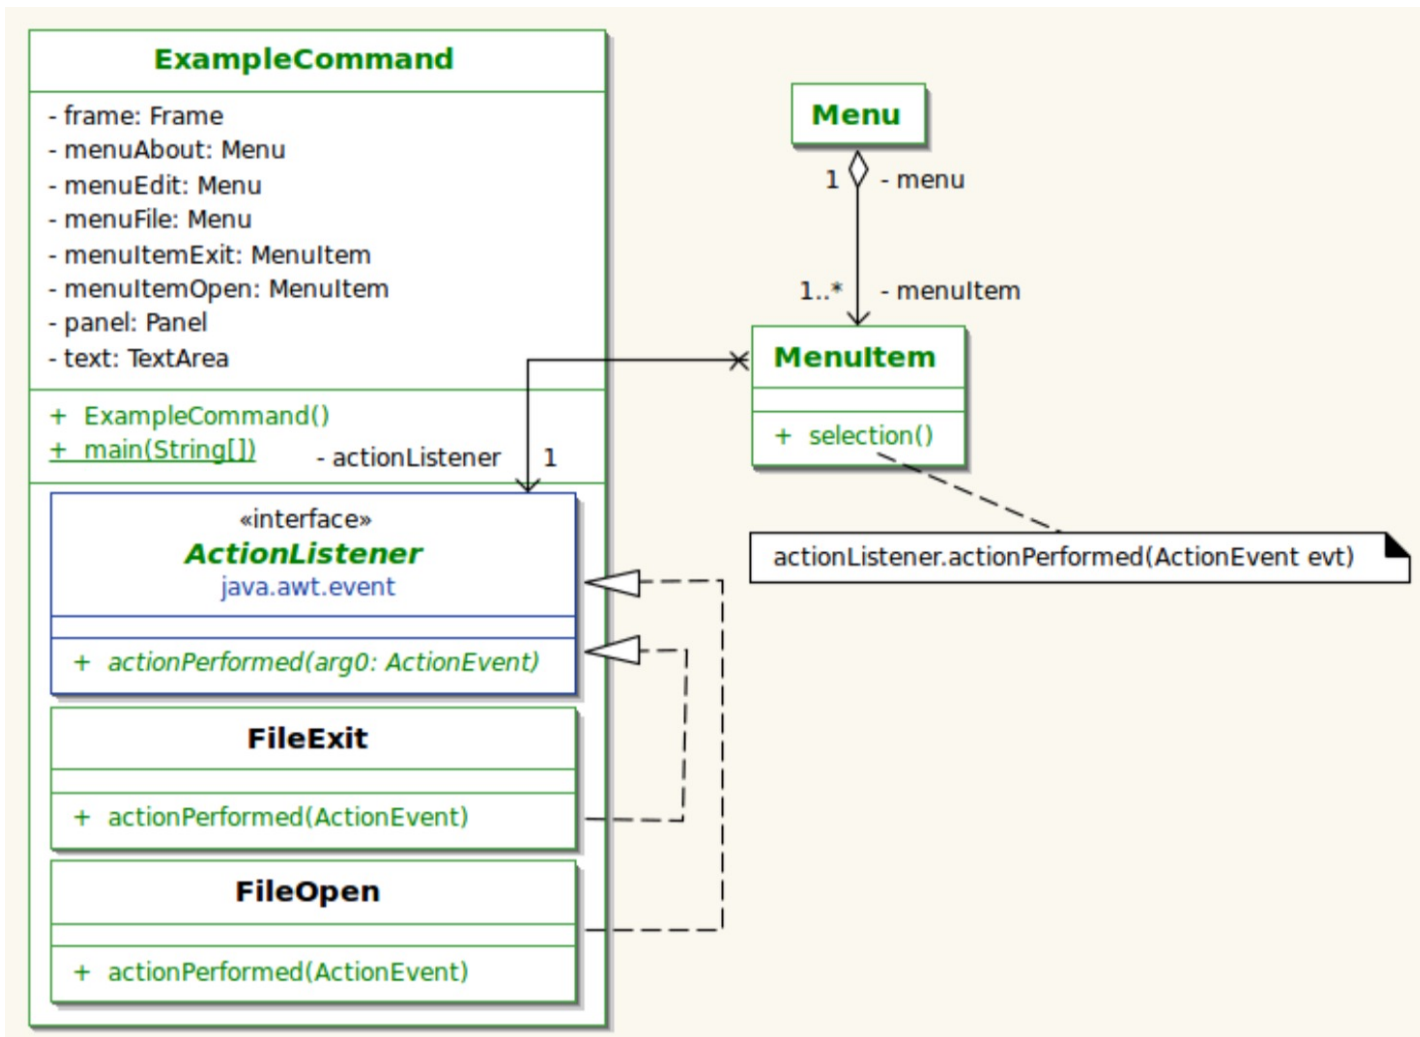 ExampleCommand
- frame: Frame
- menuAbout: Menu
- menuEdit: Menu
- menuFile: Menu
- menuItemExit: MenuItem
- menuItemOpen: MenuItem
- panel: Panel
- text: TextArea
+ ExampleCommand()
+ main(String[])
- actionListener
1
«interface»
ActionListener
java.awt.event
+ actionPerformed(arg0: ActionEvent)
FileExit
+ actionPerformed(ActionEvent)
FileOpen
+ actionPerformed(ActionEvent)
Menu
1
- menu
1..*
- menuItem
MenuItem
+ selection()
actionListener.actionPerformed(ActionEvent evt)